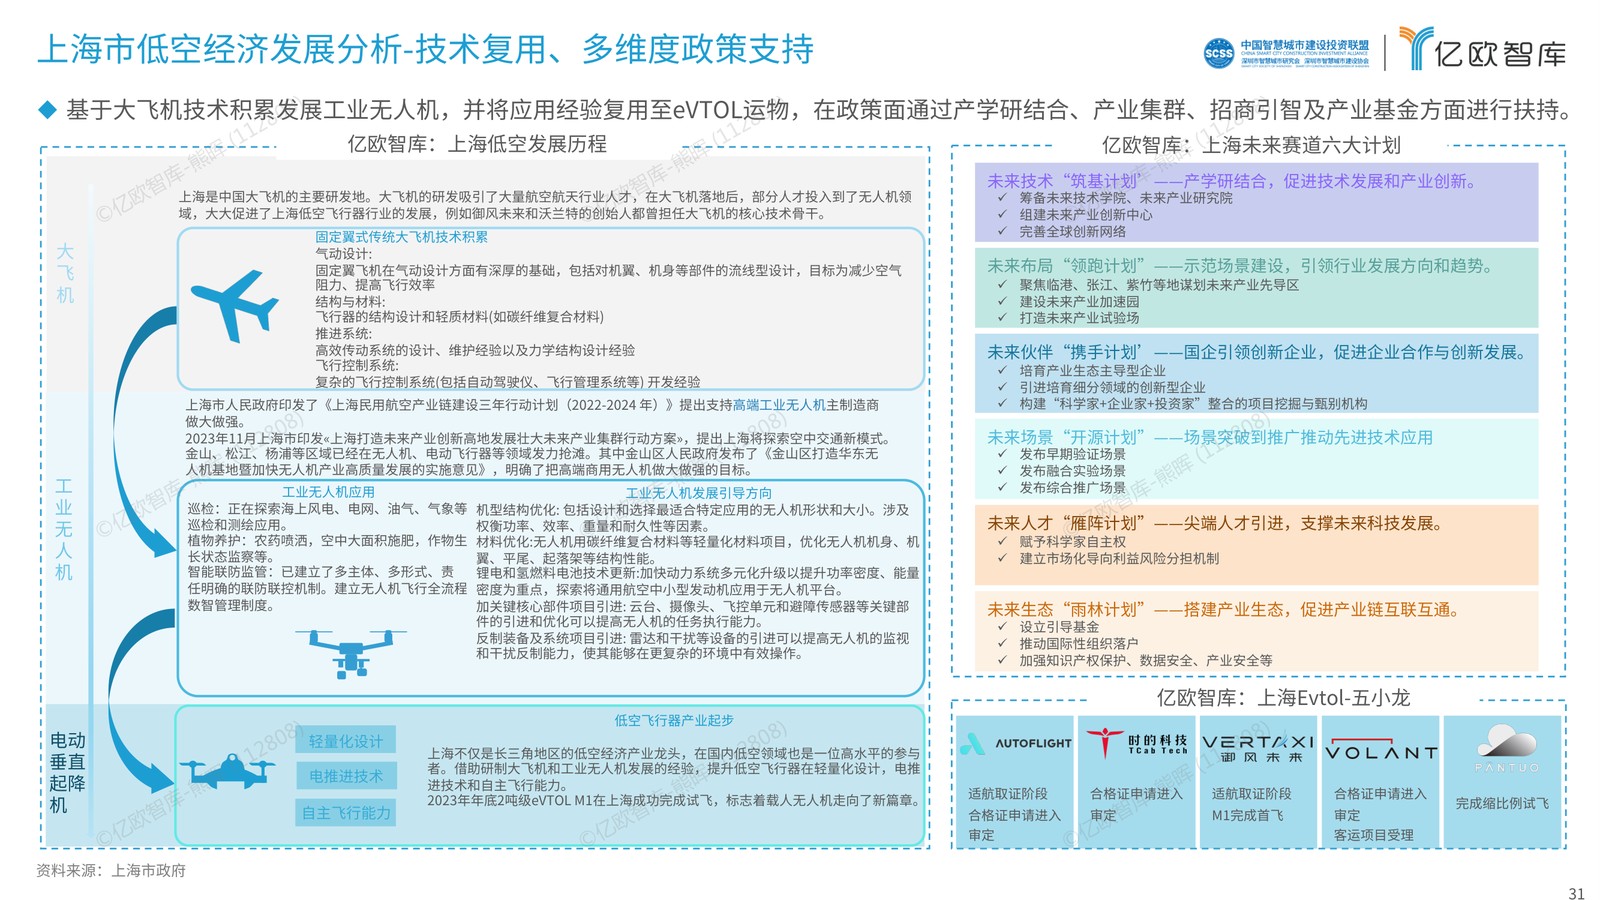 上海市低空经济发展分析-技术复用、多维度政策支持
SCSS
中国智慧城市建设投资联盟
亿欧智库
基于大飞机技术积累发展工业无人机，并将应用经验复用至eVTOL运物，在政策面通过产学研结合、产业集群、招商引智及产业基金方面进行扶持。
亿欧智库：上海低空发展历程
大飞机
上海是中国大飞机的主要研发地。大飞机的研发吸引了大量航空航天行业人才，在大飞机落地后，部分人才投入到了无人机领
域，大大促进了上海低空飞行器行业的发展，例如御风未来和沃兰特的创始人都曾担任大飞机的核心技术骨干。
固定翼式传统大飞机技术积累
气动设计:
固定翼飞机在气动设计方面有深厚的基础，包括对机翼、机身等部件的流线型设计，目标为减少空气
阻力、提高飞行效率
结构与材料:
飞行器的结构设计和轻质材料(如碳纤维复合材料)
推进系统:
高效传动系统的设计、维护经验以及力学结构设计经验
飞行控制系统:
复杂的飞行控制系统(包括自动驾驶仪、飞行管理系统等) 开发经验
工业无人机
上海市人民政府印发了《上海民用航空产业链建设三年行动计划（2022-2024 年）》提出支持高端工业无人机主制造商
做大做强。
2023年11月上海市印发«上海打造未来产业创新高地发展壮大未来产业集群行动方案»，提出上海将探索空中交通新模式。
金山、松江、杨浦等区域已经在无人机、电动飞行器等领域发力抢滩。其中金山区人民政府发布了《金山区打造华东无
人机基地暨加快无人机产业高质量发展的实施意见》，明确了把高端商用无人机做大做强的目标。
工业无人机应用
巡检：正在探索海上风电、电网、油气、气象等
巡检和测绘应用。
植物养护：农药喷洒，空中大面积施肥，作物生
长状态监察等。
智能联防监管：已建立了多主体、多形式、责
任明确的联防联控机制。建立无人机飞行全流程
数智管理制度。
工业无人机发展引导方向
机型结构优化: 包括设计和选择最适合特定应用的无人机形状和大小。涉及
权衡功率、效率、重量和耐久性等因素。
材料优化:无人机用碳纤维复合材料等轻量化材料项目，优化无人机机身、机
翼、平尾、起落架等结构性能。
锂电和氢燃料电池技术更新:加快动力系统多元化升级以提升功率密度、能量
密度为重点，探索将通用航空中小型发动机应用于无人机平台。
加关键核心部件项目引进: 云台、摄像头、飞控单元和避障传感器等关键部
件的引进和优化可以提高无人机的任务执行能力。
反制装备及系统项目引进: 雷达和干扰等设备的引进可以提高无人机的监视
和干扰反制能力，使其能够在更复杂的环境中有效操作。
电动
垂直
起降
机
轻量化设计
电推进技术
自主飞行能力
低空飞行器产业起步
上海不仅是长三角地区的低空经济产业龙头，在国内低空领域也是一位高水平的参与
者。借助研制大飞机和工业无人机发展的经验，提升低空飞行器在轻量化设计，电推
进技术和自主飞行能力。
2023年年底2吨级eVTOL M1在上海成功完成试飞，标志着载人无人机走向了新篇章。
亿欧智库：上海未来赛道六大计划
未来技术“筑基计划’——产学研结合，促进技术发展和产业创新。
✓ 筹备未来技术学院、未来产业研究院
✓ 组建未来产业创新中心
✓ 完善全球创新网络
未来布局“领跑计划”——示范场景建设，引领行业发展方向和趋势。
✓ 聚焦临港、张江、紫竹等地谋划未来产业先导区
✓ 建设未来产业加速园
✓ 打造未来产业试验场
未来伙伴“携手计划’——国企引领创新企业，促进企业合作与创新发展。
✓ 培育产业生态主导型企业
✓ 引进培育细分领域的创新型企业
✓ 构建“科学家+企业家+投资家”整合的项目挖掘与甄别机构
未来场景“开源计划”——场景突破到推广推动先进技术应用
✓ 发布早期验证场景
✓ 发布融合实验场景
✓ 发布综合推广场景
未来人才“雁阵计划”——尖端人才引进，支撑未来科技发展。
✓ 赋予科学家自主权
✓ 建立市场化导向利益风险分担机制
未来生态“雨林计划”——搭建产业生态，促进产业链互联互通。
✓ 设立引导基金
✓ 推动国际性组织落户
✓ 加强知识产权保护、数据安全、产业安全等
亿欧智库：上海Evtol-五小龙
AUTOFLIGHT
适航取证阶段
合格证申请进入
审定
时的科技
TCab Tech
合格证申请进入
审定
VERTAXI
御风未来
适航取证阶段
M1完成首飞
VOLANT
合格证申请进入
审定
客运项目受理
PANTUO
完成缩比例试飞
资料来源：上海市政府
31
©亿欧智库-熊晖 (112808)